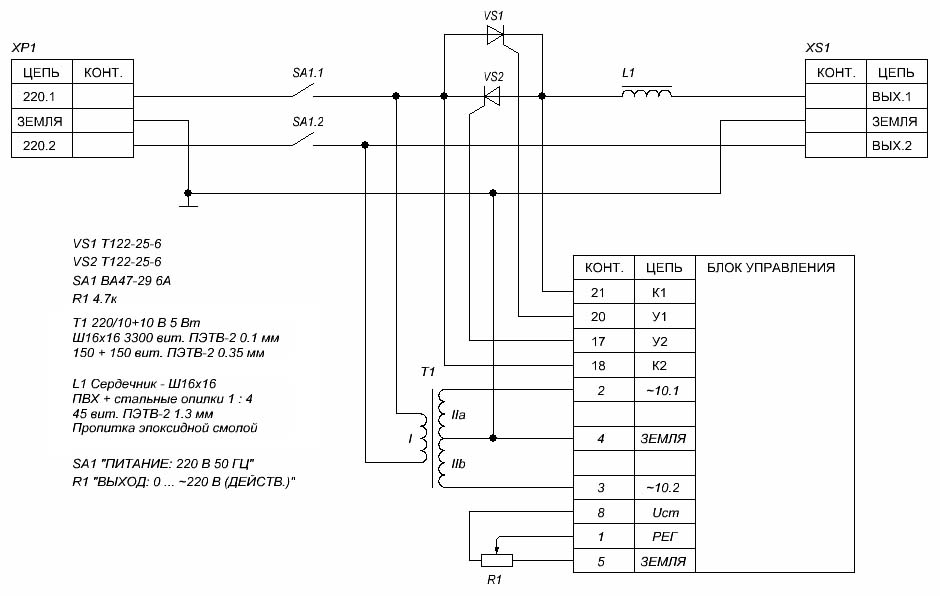 VS1
XP1
XS1
ЦЕПЬ КОНТ.
SA1.1
VS2
L1
КОНТ. ЦЕПЬ
220.1
ВЫХ.1
ЗЕМЛЯ
SA1.2
ЗЕМЛЯ
220.2
ВЫХ.2
VS1 Т122-25-6
VS2 Т122-25-6
SA1 ВА47-29 6А
R1 4.7к
Т1 220/10+10 В 5 Вт
Ш16х16 3300 вит. ПЭТВ-2 0.1 мм
150 + 150 вит. ПЭТВ-2 0.35 мм
L1 Сердечник - Ш16х16
ПВХ + стальные опилки 1 : 4
45 вит. ПЭТВ-2 1.3 мм
Пропитка эпоксидной смолой
SA1 "ПИТАНИЕ: 220 В 50 ГЦ"
R1 "ВЫХОД: 0 ... ~220 В (ДЕЙСТВ.)"
T1
I
IIa
IIb
R1
КОНТ. ЦЕПЬ БЛОК УПРАВЛЕНИЯ
21 К1
20 У1
17 У2
18 К2
2 ~10.1
4 ЗЕМЛЯ
3 ~10.2
8 Uст
1 РЕГ
5 ЗЕМЛЯ